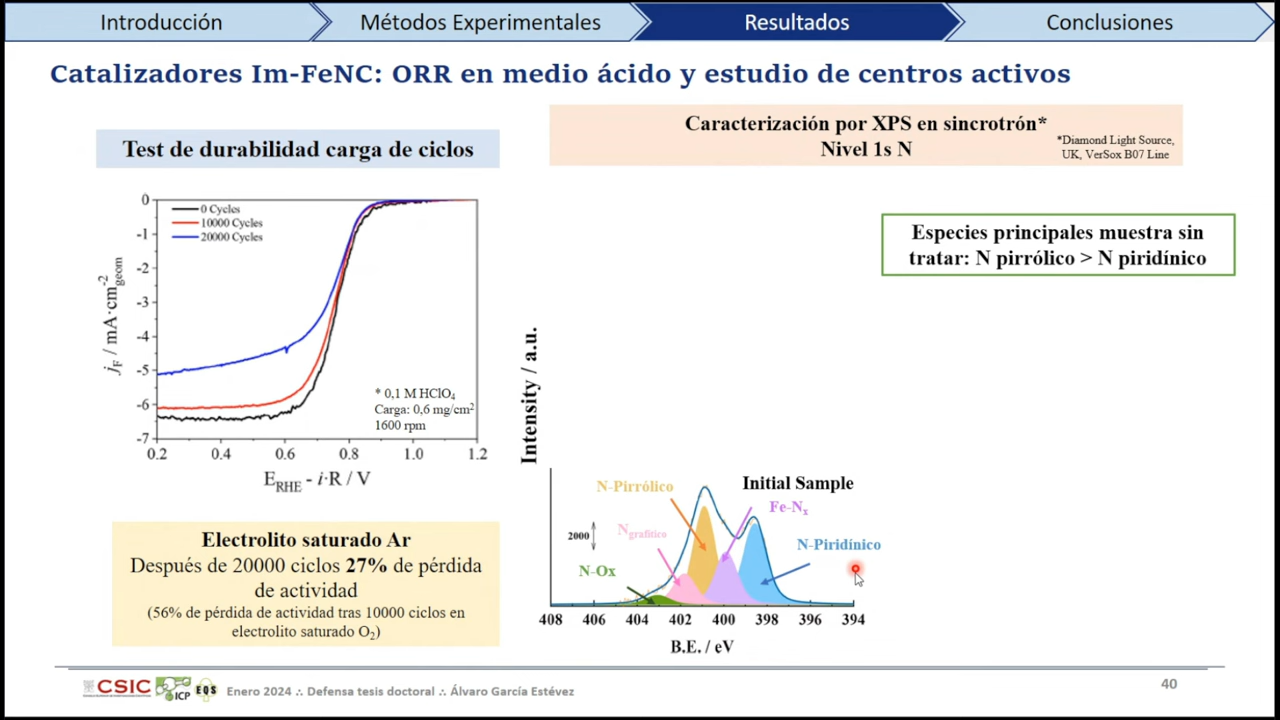 Introducción
Métodos Experimentales
Resultados
Conclusiones
Catalizadores Im-FeNC: ORR en medio ácido y estudio de centros activos
Test de durabilidad carga de ciclos
0 Cycles
10000 Cycles
20000 Cycles
0
-1
-2
-3
-4
-5
-6
-7
j_F / mA·cm⁻²_geom
* 0,1 M HClO₄
Carga: 0,6 mg/cm²
1600 rpm
0.2 0.4 0.6 0.8 1.0 1.2
E_RHE - i·R / V
Electrolito saturado Ar
Después de 20000 ciclos 27% de pérdida
de actividad
(56% de pérdida de actividad tras 10000 ciclos en
electrolito saturado O₂)
Caracterización por XPS en sincrotrón*
Nivel 1s N
*Diamond Light Source,
UK, VerSox B07 Line
Especies principales muestra sin
tratar: N pirrólico > N piridínico
Intensity / a.u.
Initial Sample
N-Pirrólico
Fe-Nₓ
2000
N_grafítico
N-Piridínico
N-Ox
408 406 404 402 400 398 396 394
B.E. / eV
CSIC
ICP
EQS
Enero 2024 ∴ Defensa tesis doctoral ∴ Álvaro García Estévez
40